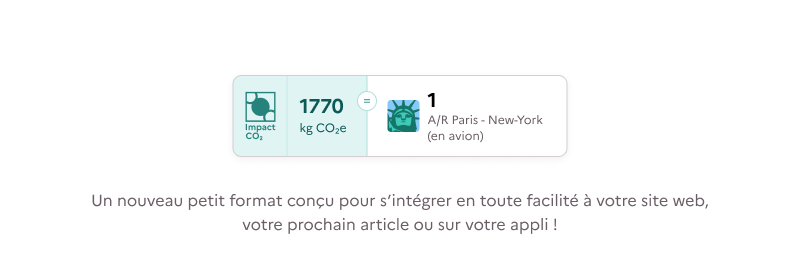 Impact
CO₂
1770
kg CO₂e
=
1
A/R Paris - New-York
(en avion)
Un nouveau petit format conçu pour s’intégrer en toute facilité à votre site web,
votre prochain article ou sur votre appli !